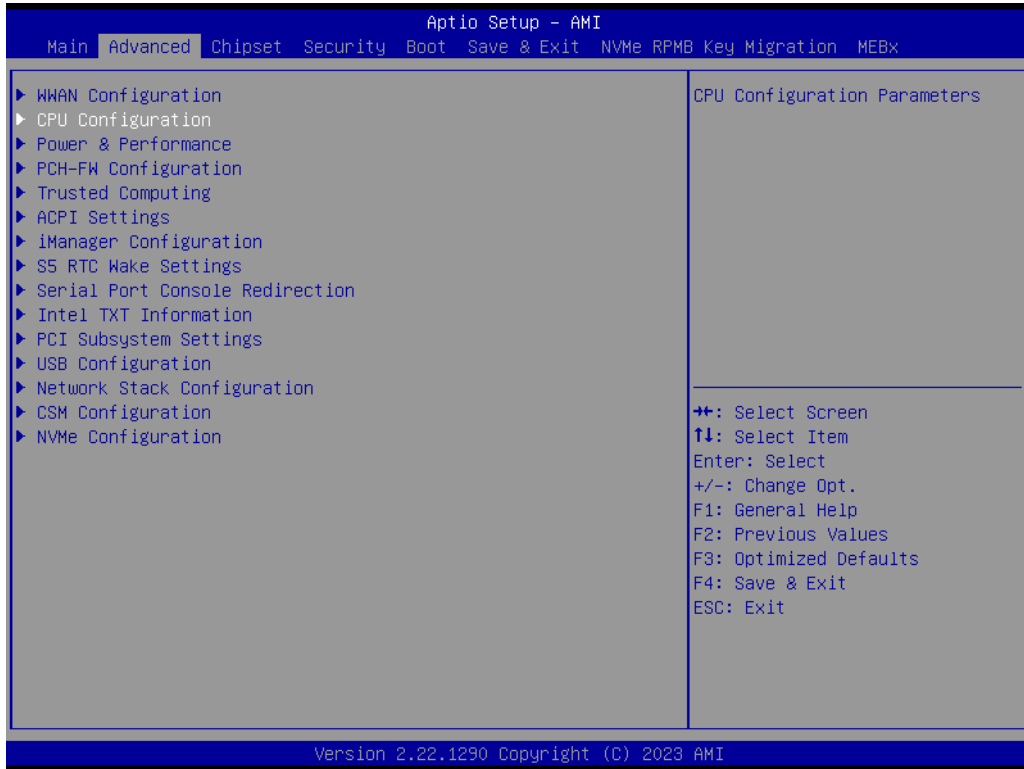 Aptio Setup – AMI
Main Advanced Chipset Security Boot Save & Exit NVMe RPMB Key Migration MEBx
WWAN Configuration
CPU Configuration
Power & Performance
PCH-FW Configuration
Trusted Computing
ACPI Settings
iManager Configuration
S5 RTC Wake Settings
Serial Port Console Redirection
Intel TXT Information
PCI Subsystem Settings
USB Configuration
Network Stack Configuration
CSM Configuration
NVMe Configuration
CPU Configuration Parameters
→←: Select Screen
↑↓: Select Item
Enter: Select
+/-: Change Opt.
F1: General Help
F2: Previous Values
F3: Optimized Defaults
F4: Save & Exit
ESC: Exit
Version 2.22.1290 Copyright (C) 2023 AMI